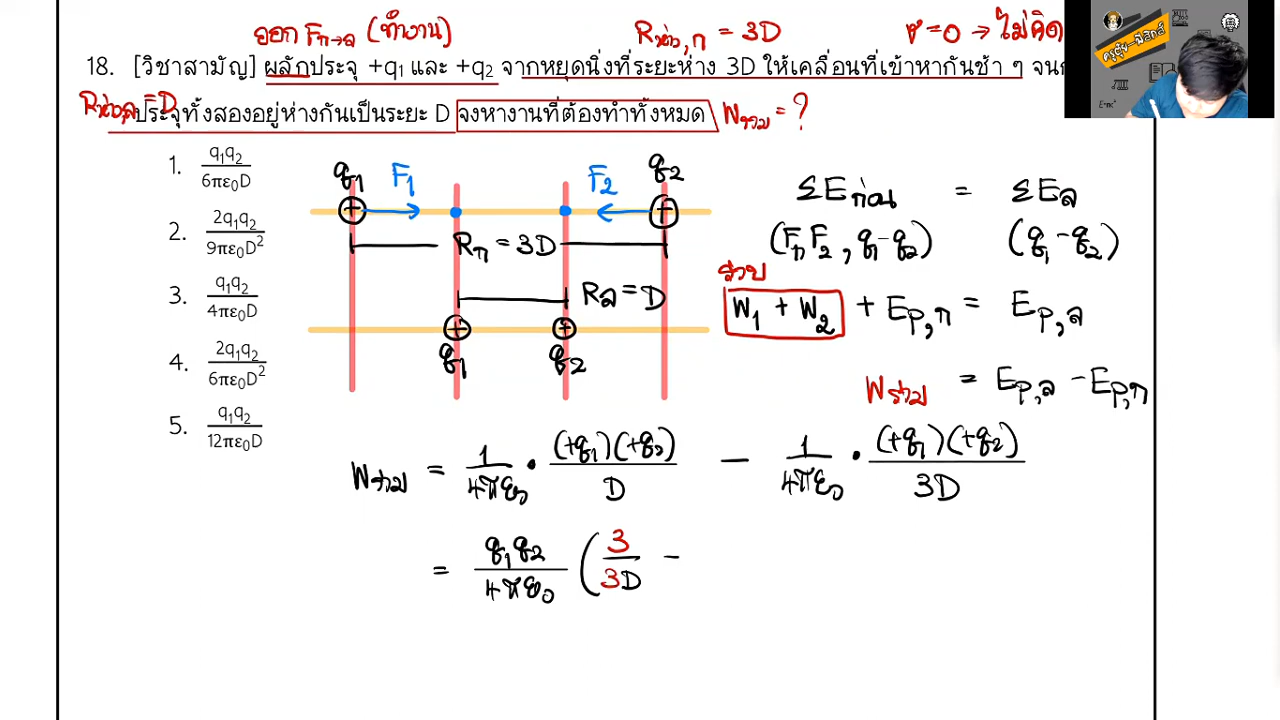 ออก Fก→ล (ทำงาน)
Rห่าง,ก = 3D
v = 0 → ไม่คิด
18. [วิชาสามัญ] ผลักประจุ +q₁ และ +q₂ จากหยุดนิ่งที่ระยะห่าง 3D ให้เคลื่อนที่เข้าหากันช้า ๆ จน
Rห่าง,ล = D
ประจุทั้งสองอยู่ห่างกันเป็นระยะ D จงหางานที่ต้องทำทั้งหมด Wรวม = ?
1. q₁q₂ / 6πε₀D
2. 2q₁q₂ / 9πε₀D²
3. q₁q₂ / 4πε₀D
4. 2q₁q₂ / 6πε₀D²
5. q₁q₂ / 12πε₀D
q₁ F₁ F₂ q₂
+ +
Rก = 3D
Rล = D
+ +
q₁ q₂
ΣEก่อน = ΣEล
(F₁, F₂, q₁-q₂) (q₁-q₂)
รวม
W₁ + W₂ + Ep,ก = Ep,ล
Wรวม = Ep,ล - Ep,ก
Wรวม = 1/4πε₀ • (+q₁)(+q₂)/D - 1/4πε₀ • (+q₁)(+q₂)/3D
= q₁q₂/4πε₀ (3/3D -
ครูตุ้ย-ฟิสิกส์
E=mc²